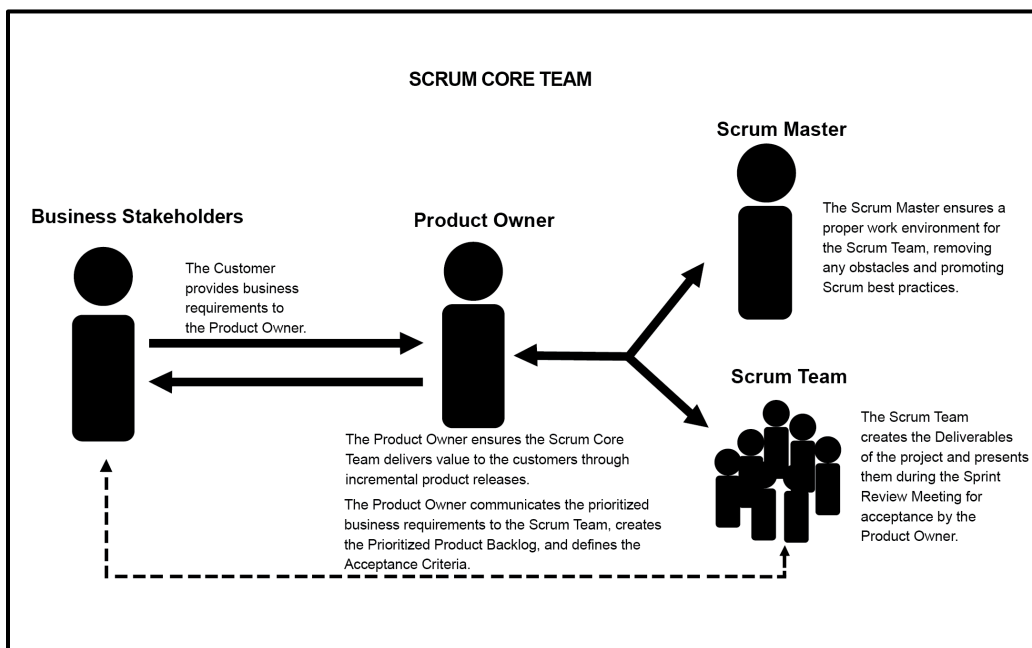 SCRUM CORE TEAM
Scrum Master
The Scrum Master ensures a
proper work environment for
the Scrum Team, removing
any obstacles and promoting
Scrum best practices.
Business Stakeholders
The Customer
provides business
requirements to
the Product Owner.
Product Owner
The Product Owner ensures the Scrum Core
Team delivers value to the customers through
incremental product releases.
The Product Owner communicates the prioritized
business requirements to the Scrum Team, creates
the Prioritized Product Backlog, and defines the
Acceptance Criteria.
Scrum Team
The Scrum Team
creates the Deliverables
of the project and presents
them during the Sprint
Review Meeting for
acceptance by the
Product Owner.